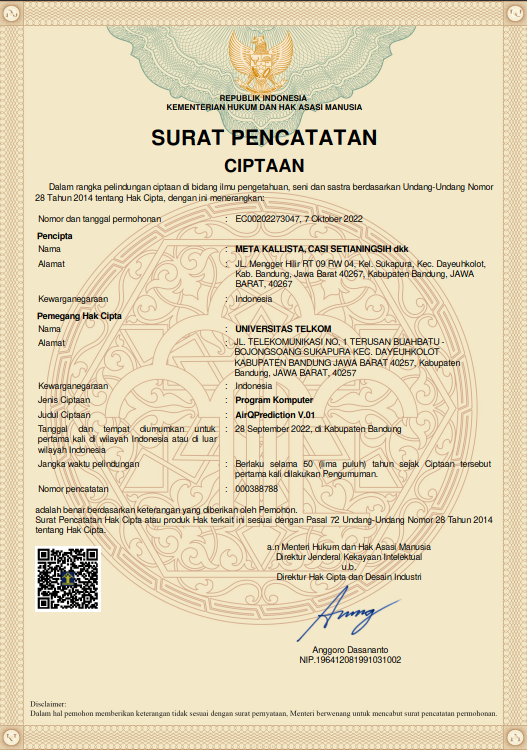 REPUBLIK INDONESIA
KEMENTERIAN HUKUM DAN HAK ASASI MANUSIA
SURAT PENCATATAN
CIPTAAN
Dalam rangka pelindungan ciptaan di bidang ilmu pengetahuan, seni dan sastra berdasarkan Undang-Undang Nomor
28 Tahun 2014 tentang Hak Cipta, dengan ini menerangkan:
Nomor dan tanggal permohonan : EC00202273047, 7 Oktober 2022
Pencipta
Nama : META KALLISTA, CASI SETIANINGSIH dkk
Alamat : JL. Mengger Hilir RT 09 RW 04, Kel. Sukapura, Kec. Dayeuhkolot,
Kab. Bandung, Jawa Barat 40267, Kabupaten Bandung, JAWA
BARAT, 40267
Kewarganegaraan : Indonesia
Pemegang Hak Cipta
Nama : UNIVERSITAS TELKOM
Alamat : JL. TELEKOMUNIKASI NO. 1 TERUSAN BUAHBATU -
BOJONGSOANG SUKAPURA KEC. DAYEUHKOLOT
KABUPATEN BANDUNG JAWA BARAT 40257, Kabupaten
Bandung, JAWA BARAT, 40257
Kewarganegaraan : Indonesia
Jenis Ciptaan : Program Komputer
Judul Ciptaan : AirQPrediction V.01
Tanggal dan tempat diumumkan untuk : 28 September 2022, di Kabupaten Bandung
pertama kali di wilayah Indonesia atau di luar
wilayah Indonesia
Jangka waktu pelindungan : Berlaku selama 50 (lima puluh) tahun sejak Ciptaan tersebut
pertama kali dilakukan Pengumuman.
Nomor pencatatan : 000388788
adalah benar berdasarkan keterangan yang diberikan oleh Pemohon.
Surat Pencatatan Hak Cipta atau produk Hak terkait ini sesuai dengan Pasal 72 Undang-Undang Nomor 28 Tahun 2014
tentang Hak Cipta.
a.n Menteri Hukum dan Hak Asasi Manusia
Direktur Jenderal Kekayaan Intelektual
u.b.
Direktur Hak Cipta dan Desain Industri
Anggoro Dasananto
NIP.196412081991031002
Disclaimer:
Dalam hal pemohon memberikan keterangan tidak sesuai dengan surat pernyataan, Menteri berwenang untuk mencabut surat pencatatan permohonan.